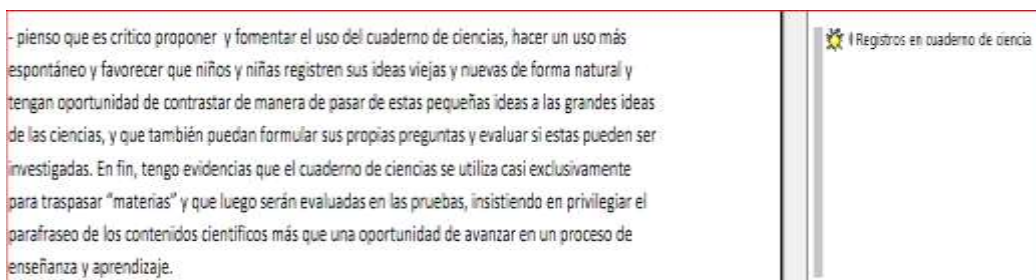 - pienso que es crítico proponer y fomentar el uso del cuaderno de ciencias, hacer un uso más
espontáneo y favorecer que niños y niñas registren sus ideas viejas y nuevas de forma natural y
tengan oportunidad de contrastar de manera de pasar de estas pequeñas ideas a las grandes ideas
de las ciencias, y que también puedan formular sus propias preguntas y evaluar si estas pueden ser
investigadas. En fin, tengo evidencias que el cuaderno de ciencias se utiliza casi exclusivamente
para traspasar "materias" y que luego serán evaluadas en las pruebas, insistiendo en privilegiar el
parafraseo de los contenidos científicos más que una oportunidad de avanzar en un proceso de
enseñanza y aprendizaje.
Registros en cuaderno de ciencia